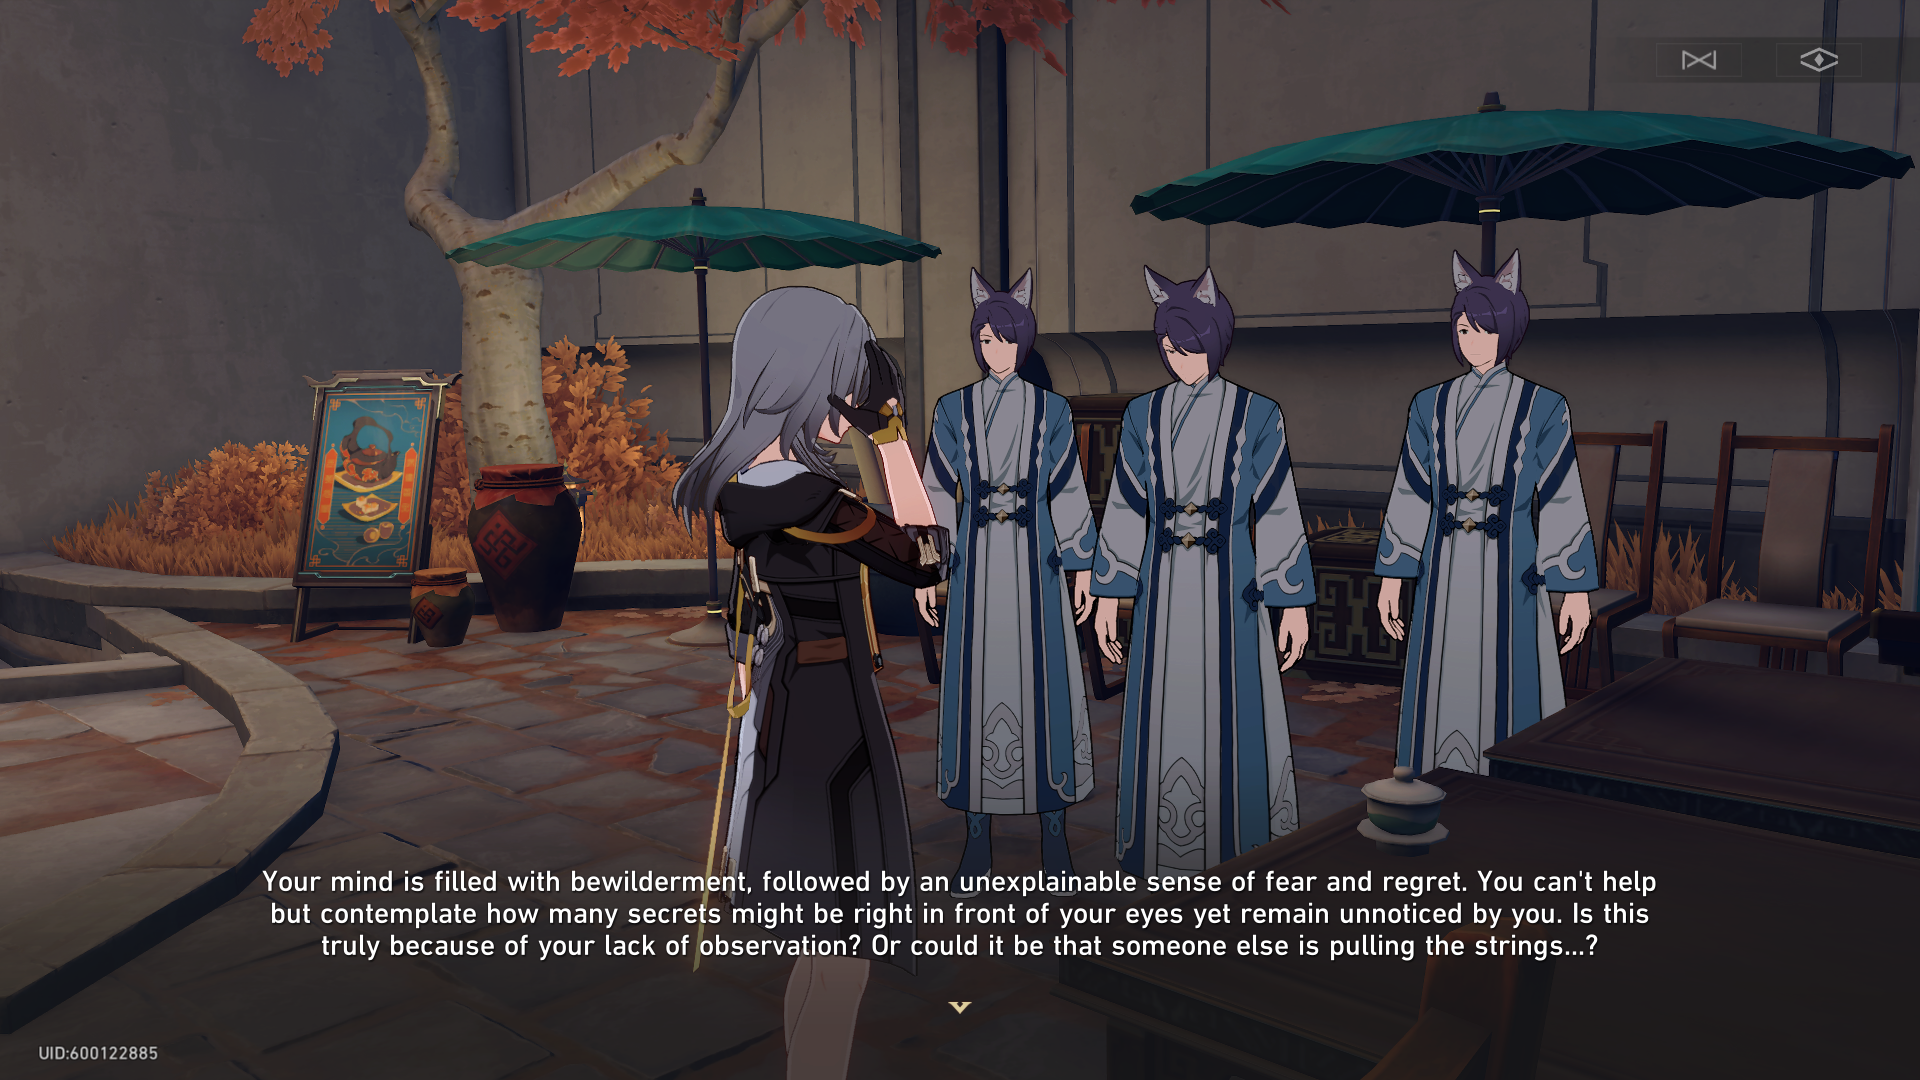 Your mind is filled with bewilderment, followed by an unexplainable sense of fear and regret. You can't help
but contemplate how many secrets might be right in front of your eyes yet remain unnoticed by you. Is this
truly because of your lack of observation? Or could it be that someone else is pulling the strings...?
UID:600122885